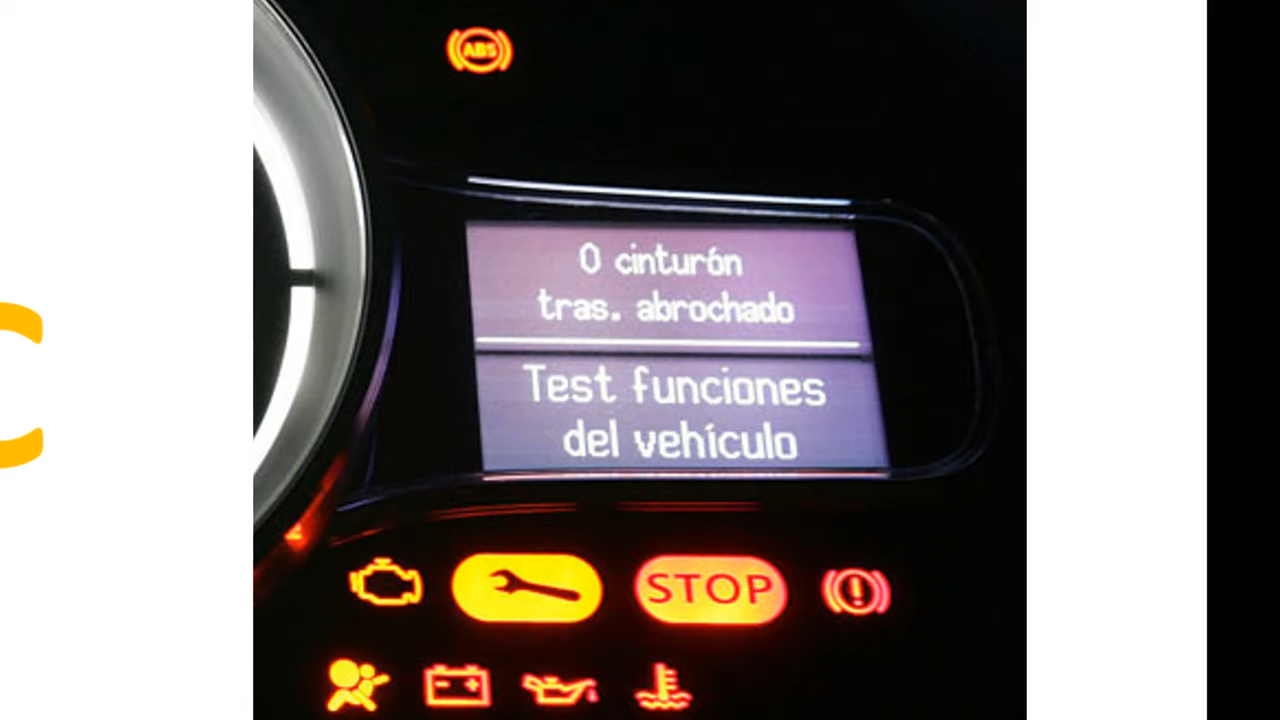 ABS
0 cinturón
tras. abrochado
Test funciones
del vehículo
STOP